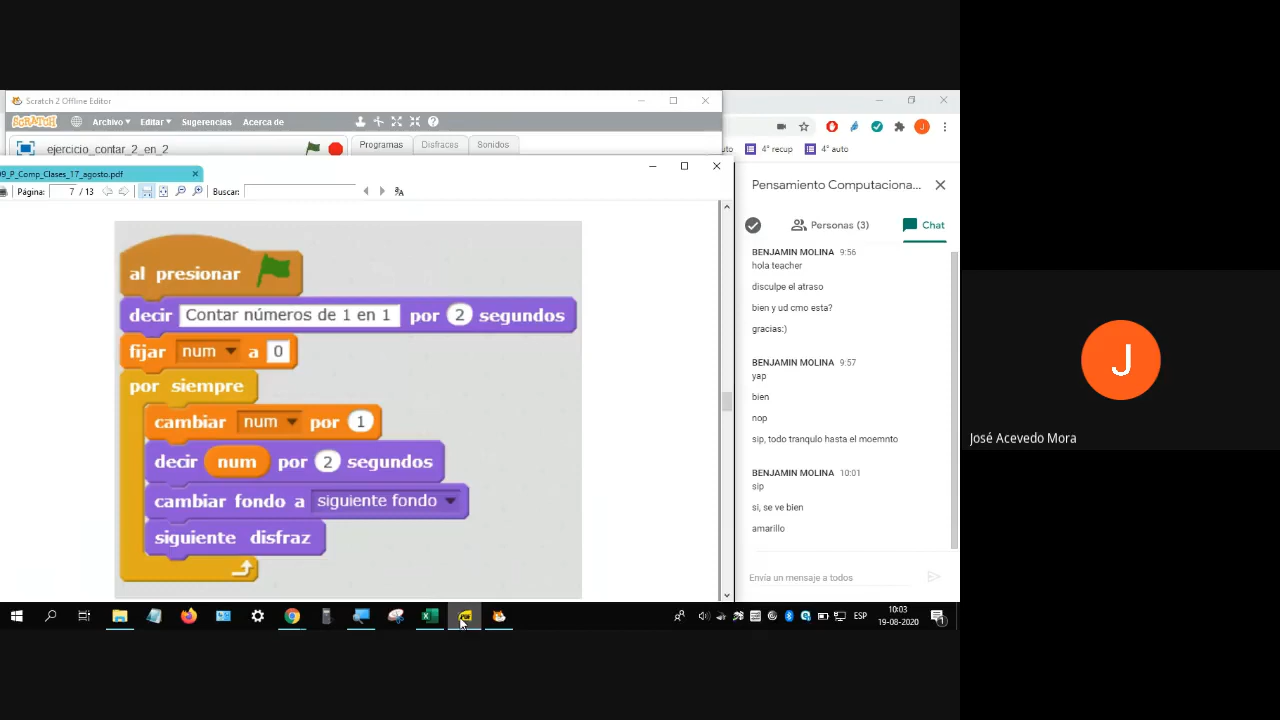 Scratch 2 Offline Editor
SCRATCH Archivo Editar Sugerencias Acerca de
ejercicio_contar_2_en_2
Programas Disfraces Sonidos
09_P_Comp_Clases_17_agosto.pdf
Página: 7 / 13 Buscar:
al presionar
decir Contar números de 1 en 1 por 2 segundos
fijar num a 0
por siempre
cambiar num por 1
decir num por 2 segundos
cambiar fondo a siguiente fondo
siguiente disfraz
J
uto 4° recup 4° auto
Pensamiento Computaciona...
Personas (3) Chat
BENJAMIN MOLINA 9:56
hola teacher
disculpe el atraso
bien y ud cmo esta?
gracias:)
BENJAMIN MOLINA 9:57
yap
bien
nop
sip, todo tranqulo hasta el moemnto
BENJAMIN MOLINA 10:01
sip
si, se ve bien
amarillo
Envía un mensaje a todos
ESP
10:03
19-08-2020
1
J
José Acevedo Mora